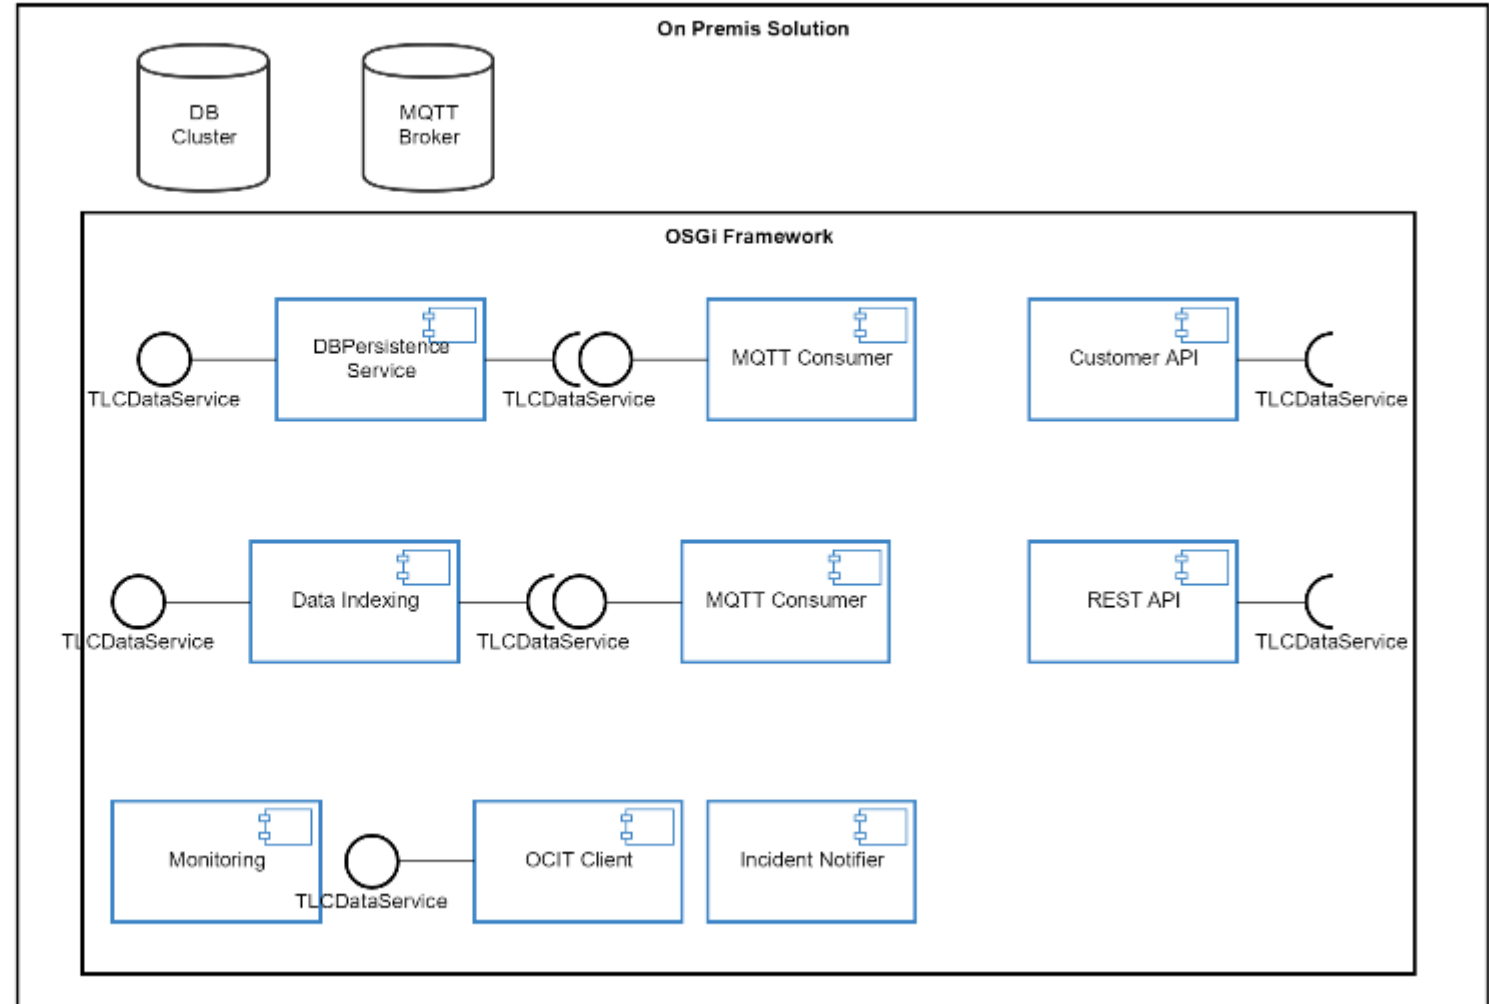 On Premis Solution
DB
Cluster
MQTT
Broker
OSGi Framework
DBPersistence
Service
TLCDataService
TLCDataService
MQTT Consumer
Customer API
TLCDataService
Data Indexing
TLCDataService
TLCDataService
MQTT Consumer
REST API
TLCDataService
Monitoring
TLCDataService
OCIT Client
Incident Notifier